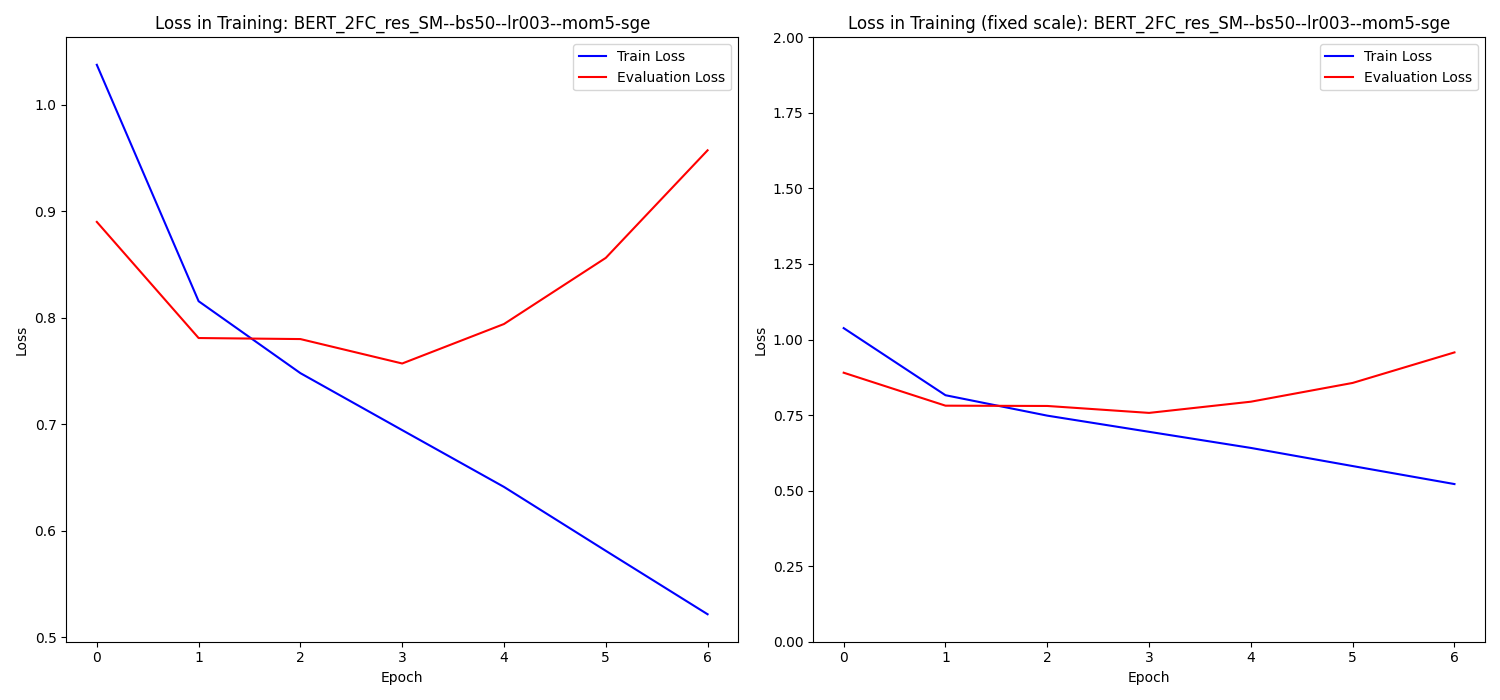 Loss in Training: BERT_2FC_res_SM--bs50--lr003--mom5-sge
Train Loss
Evaluation Loss
1.0
0.9
0.8
0.7
0.6
0.5
Loss
0 1 2 3 4 5 6
Epoch
Loss in Training (fixed scale): BERT_2FC_res_SM--bs50--lr003--mom5-sge
Train Loss
Evaluation Loss
2.00
1.75
1.50
1.25
1.00
0.75
0.50
0.25
0.00
Loss
0 1 2 3 4 5 6
Epoch